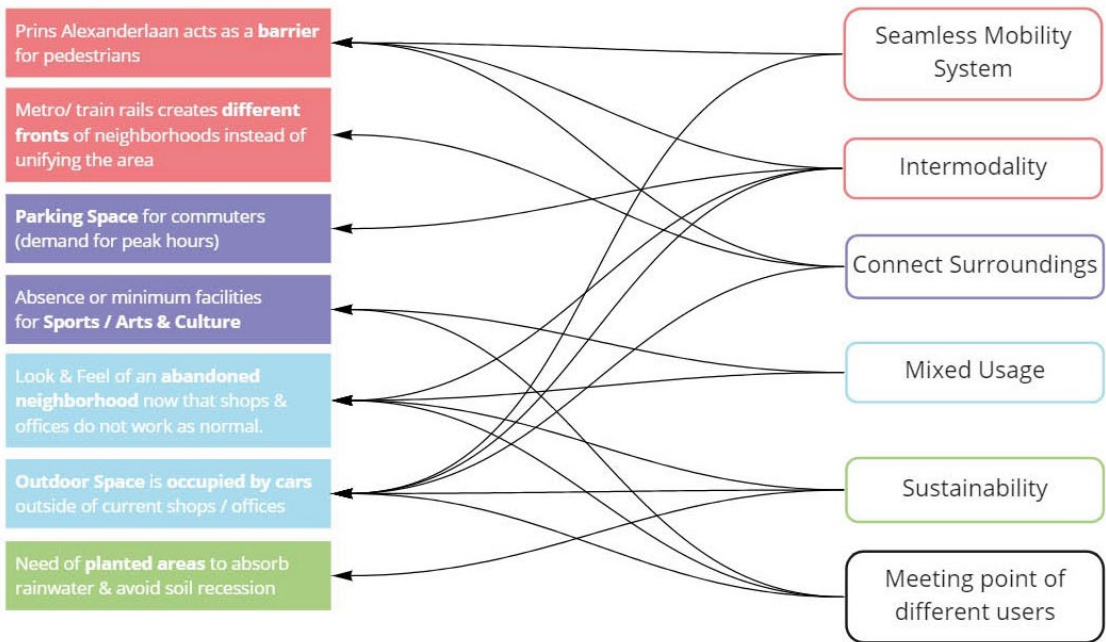 Prins Alexanderlaan acts as a barrier
for pedestrians
Metro/ train rails creates different
fronts of neighborhoods instead of
unifying the area
Parking Space for commuters
(demand for peak hours)
Absence or minimum facilities
for Sports / Arts & Culture
Look & Feel of an abandoned
neighborhood now that shops &
offices do not work as normal.
Outdoor Space is occupied by cars
outside of current shops / offices
Need of planted areas to absorb
rainwater & avoid soil recession
Seamless Mobility
System
Intermodality
Connect Surroundings
Mixed Usage
Sustainability
Meeting point of
different users